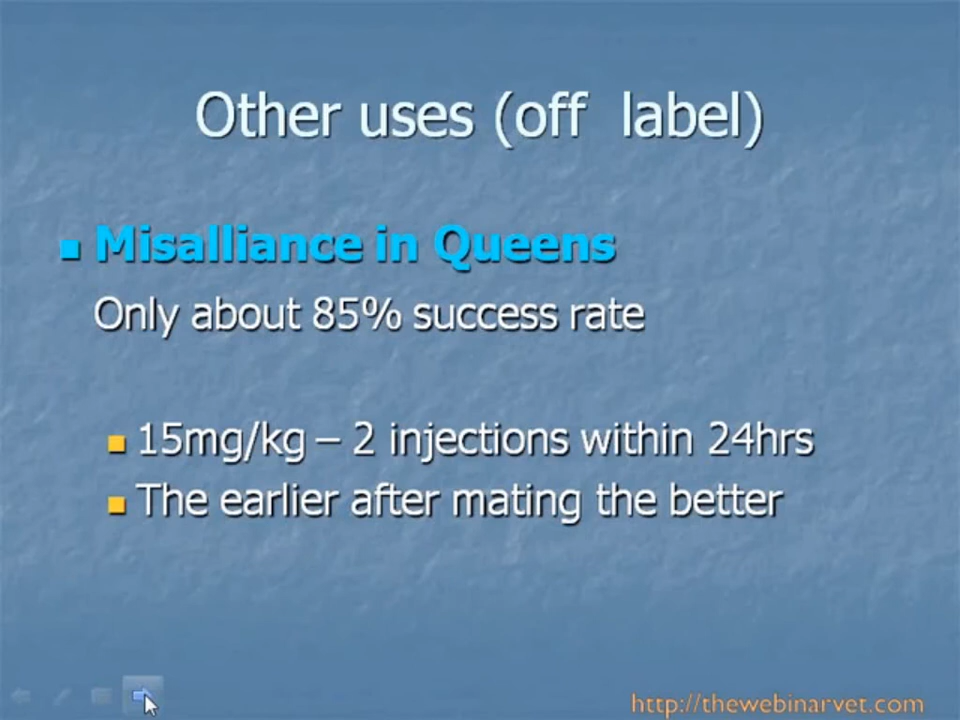 Other uses (off label)
Misalliance in Queens
Only about 85% success rate
15mg/kg – 2 injections within 24hrs
The earlier after mating the better
http://thewebinarvet.com